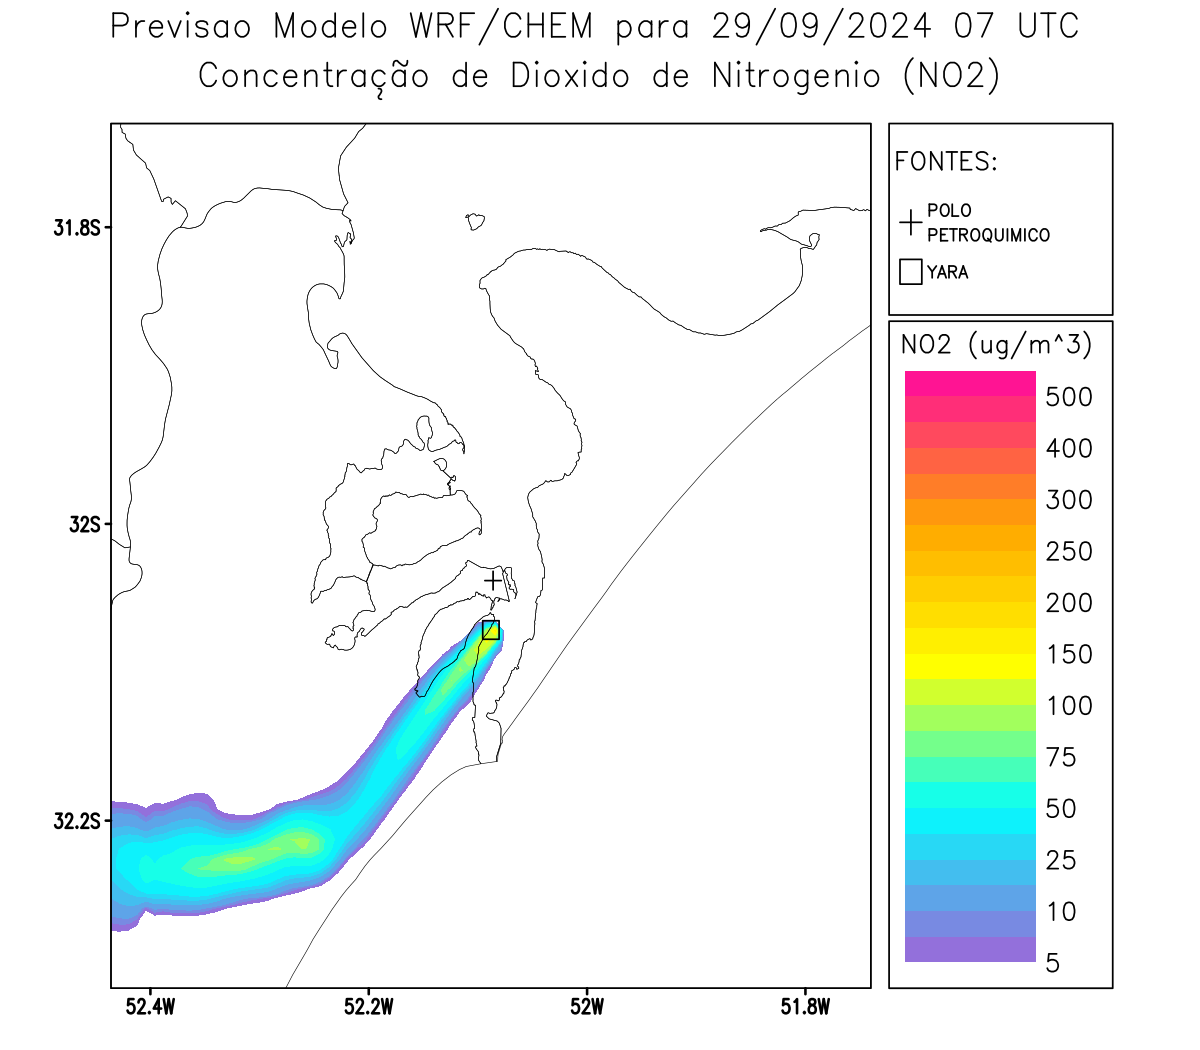 Previsao Modelo WRF/CHEM para 29/09/2024 07 UTC
Concentração de Dioxido de Nitrogenio (NO2)
FONTES:
POLO
PETROQUIMICO
YARA
NO2 (ug/m^3)
500
400
300
250
200
150
100
75
50
25
10
5
31.8S
32S
32.2S
52.4W
52.2W
52W
51.8W